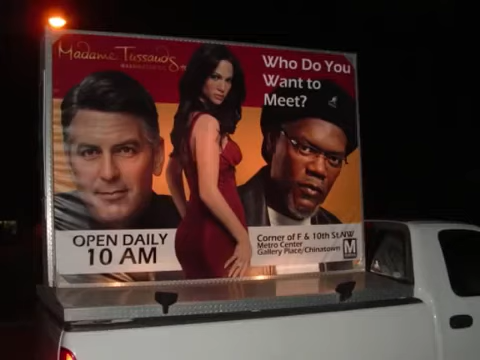 Madame Tussauds
WASHINGTON D.C.
Who Do You
Want to
Meet?
OPEN DAILY
10 AM
Corner of F & 10th St. NW
Metro Center
Gallery Place/Chinatown
M